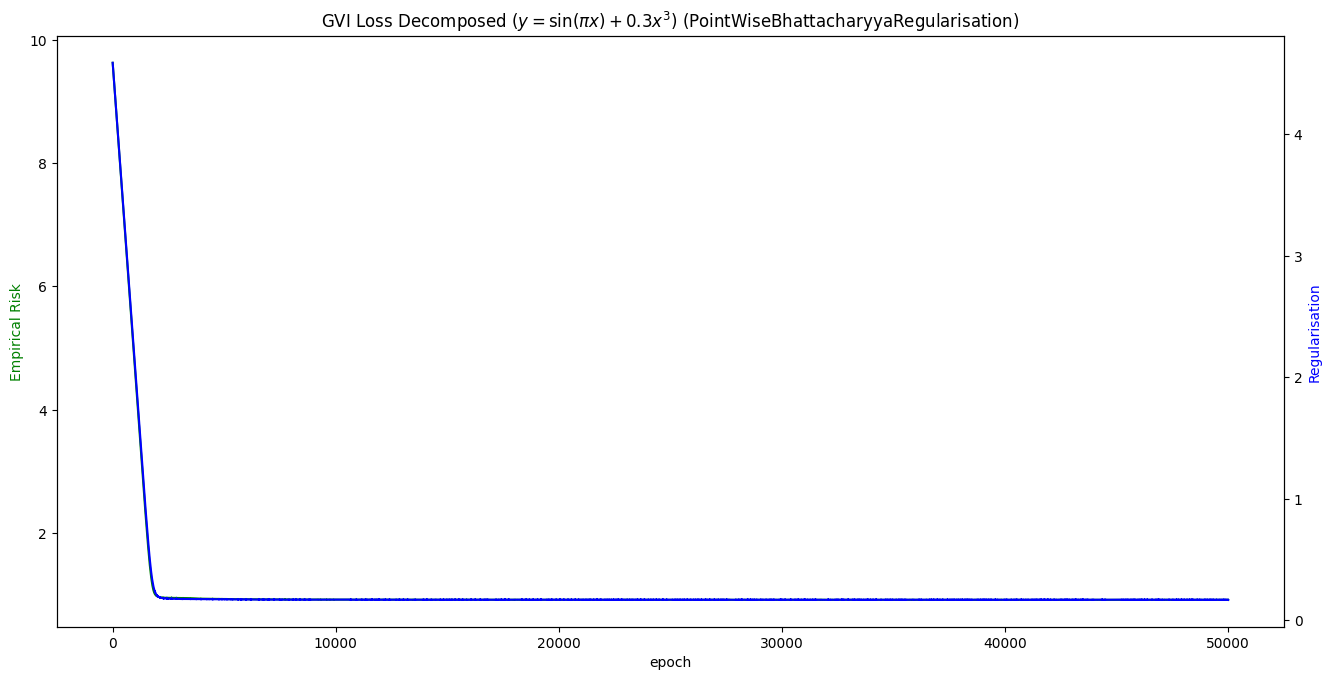 GVI Loss Decomposed (y = sin(πx) + 0.3x³) (PointWiseBhattacharyyaRegularisation)
10
8
6
4
2
Empirical Risk
4
3
2
1
0
Regularisation
0 10000 20000 30000 40000 50000
epoch